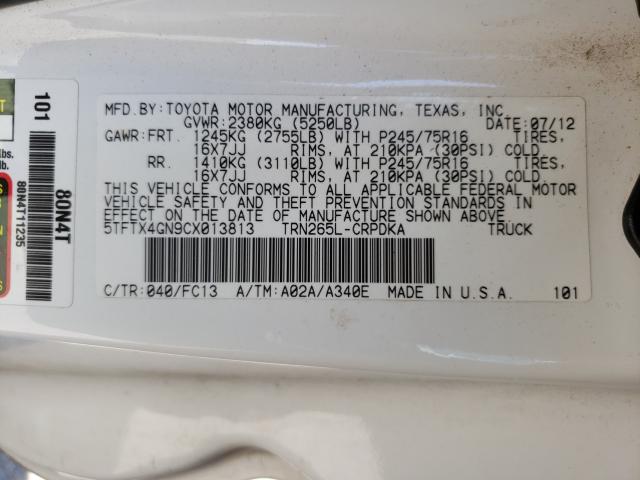 MFD.BY:TOYOTA MOTOR MANUFACTURING, TEXAS, INC
GVWR:2380KG (5250LB) DATE:07/12
GAWR:FRT. 1245KG (2755LB) WITH P245/75R16 TIRES,
16X7JJ RIMS, AT 210KPA (30PSI) COLD
RR. 1410KG (3110LB) WITH P245/75R16 TIRES,
16X7JJ RIMS, AT 210KPA (30PSI) COLD
THIS VEHICLE CONFORMS TO ALL APPLICABLE FEDERAL MOTOR
VEHICLE SAFETY AND THEFT PREVENTION STANDARDS IN
EFFECT ON THE DATE OF MANUFACTURE SHOWN ABOVE.
5TFTX4GN9CX013813 TRN265L-CRPDKA TRUCK
C/TR:040/FC13 A/TM:A02A/A340E MADE IN U.S.A. 101
101
80N4T
80N4T11235
lbs.